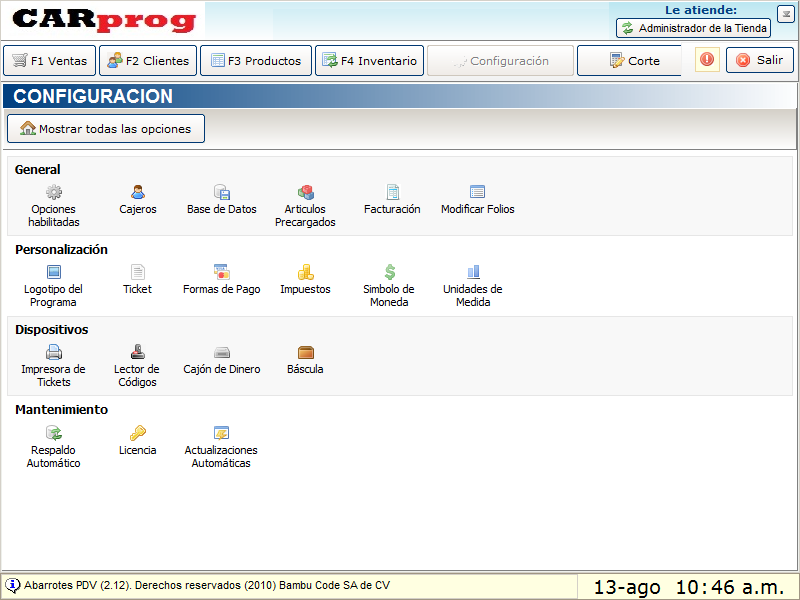 CARprog
Le atiende:
Administrador de la Tienda
F1 Ventas
F2 Clientes
F3 Productos
F4 Inventario
Configuración
Corte
Salir
CONFIGURACION
Mostrar todas las opciones
General
Opciones habilitadas
Cajeros
Base de Datos
Articulos Precargados
Facturación
Modificar Folios
Personalización
Logotipo del Programa
Ticket
Formas de Pago
Impuestos
Simbolo de Moneda
Unidades de Medida
Dispositivos
Impresora de Tickets
Lector de Códigos
Cajón de Dinero
Báscula
Mantenimiento
Respaldo Automático
Licencia
Actualizaciones Automáticas
Abarrotes PDV (2.12). Derechos reservados (2010) Bambu Code SA de CV
13-ago 10:46 a.m.